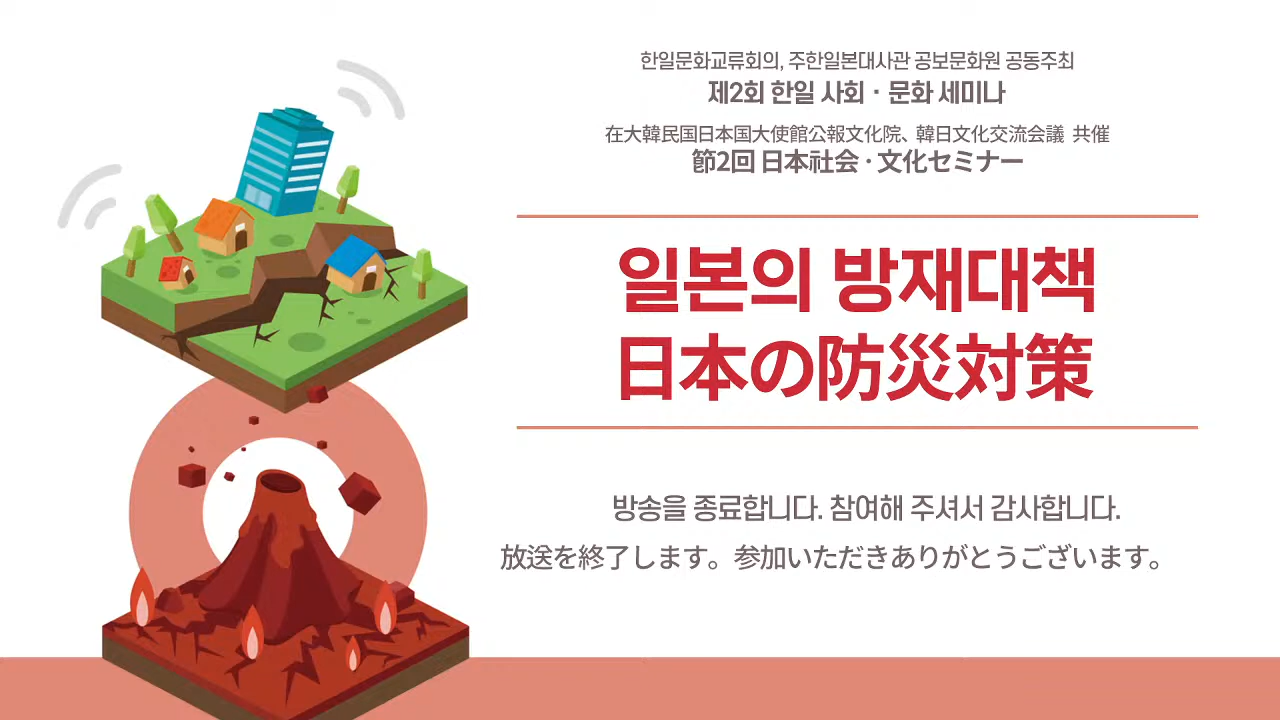 한일문화교류회의, 주한일본대사관 공보문화원 공동주최
제2회 한일 사회·문화 세미나
在大韓民国日本国大使館公報文化院、韓日文化交流会議 共催
節2回 日本社会·文化セミナー
일본의 방재대책
日本の防災対策
방송을 종료합니다. 참여해 주셔서 감사합니다.
放送を終了します。参加いただきありがとうございます。